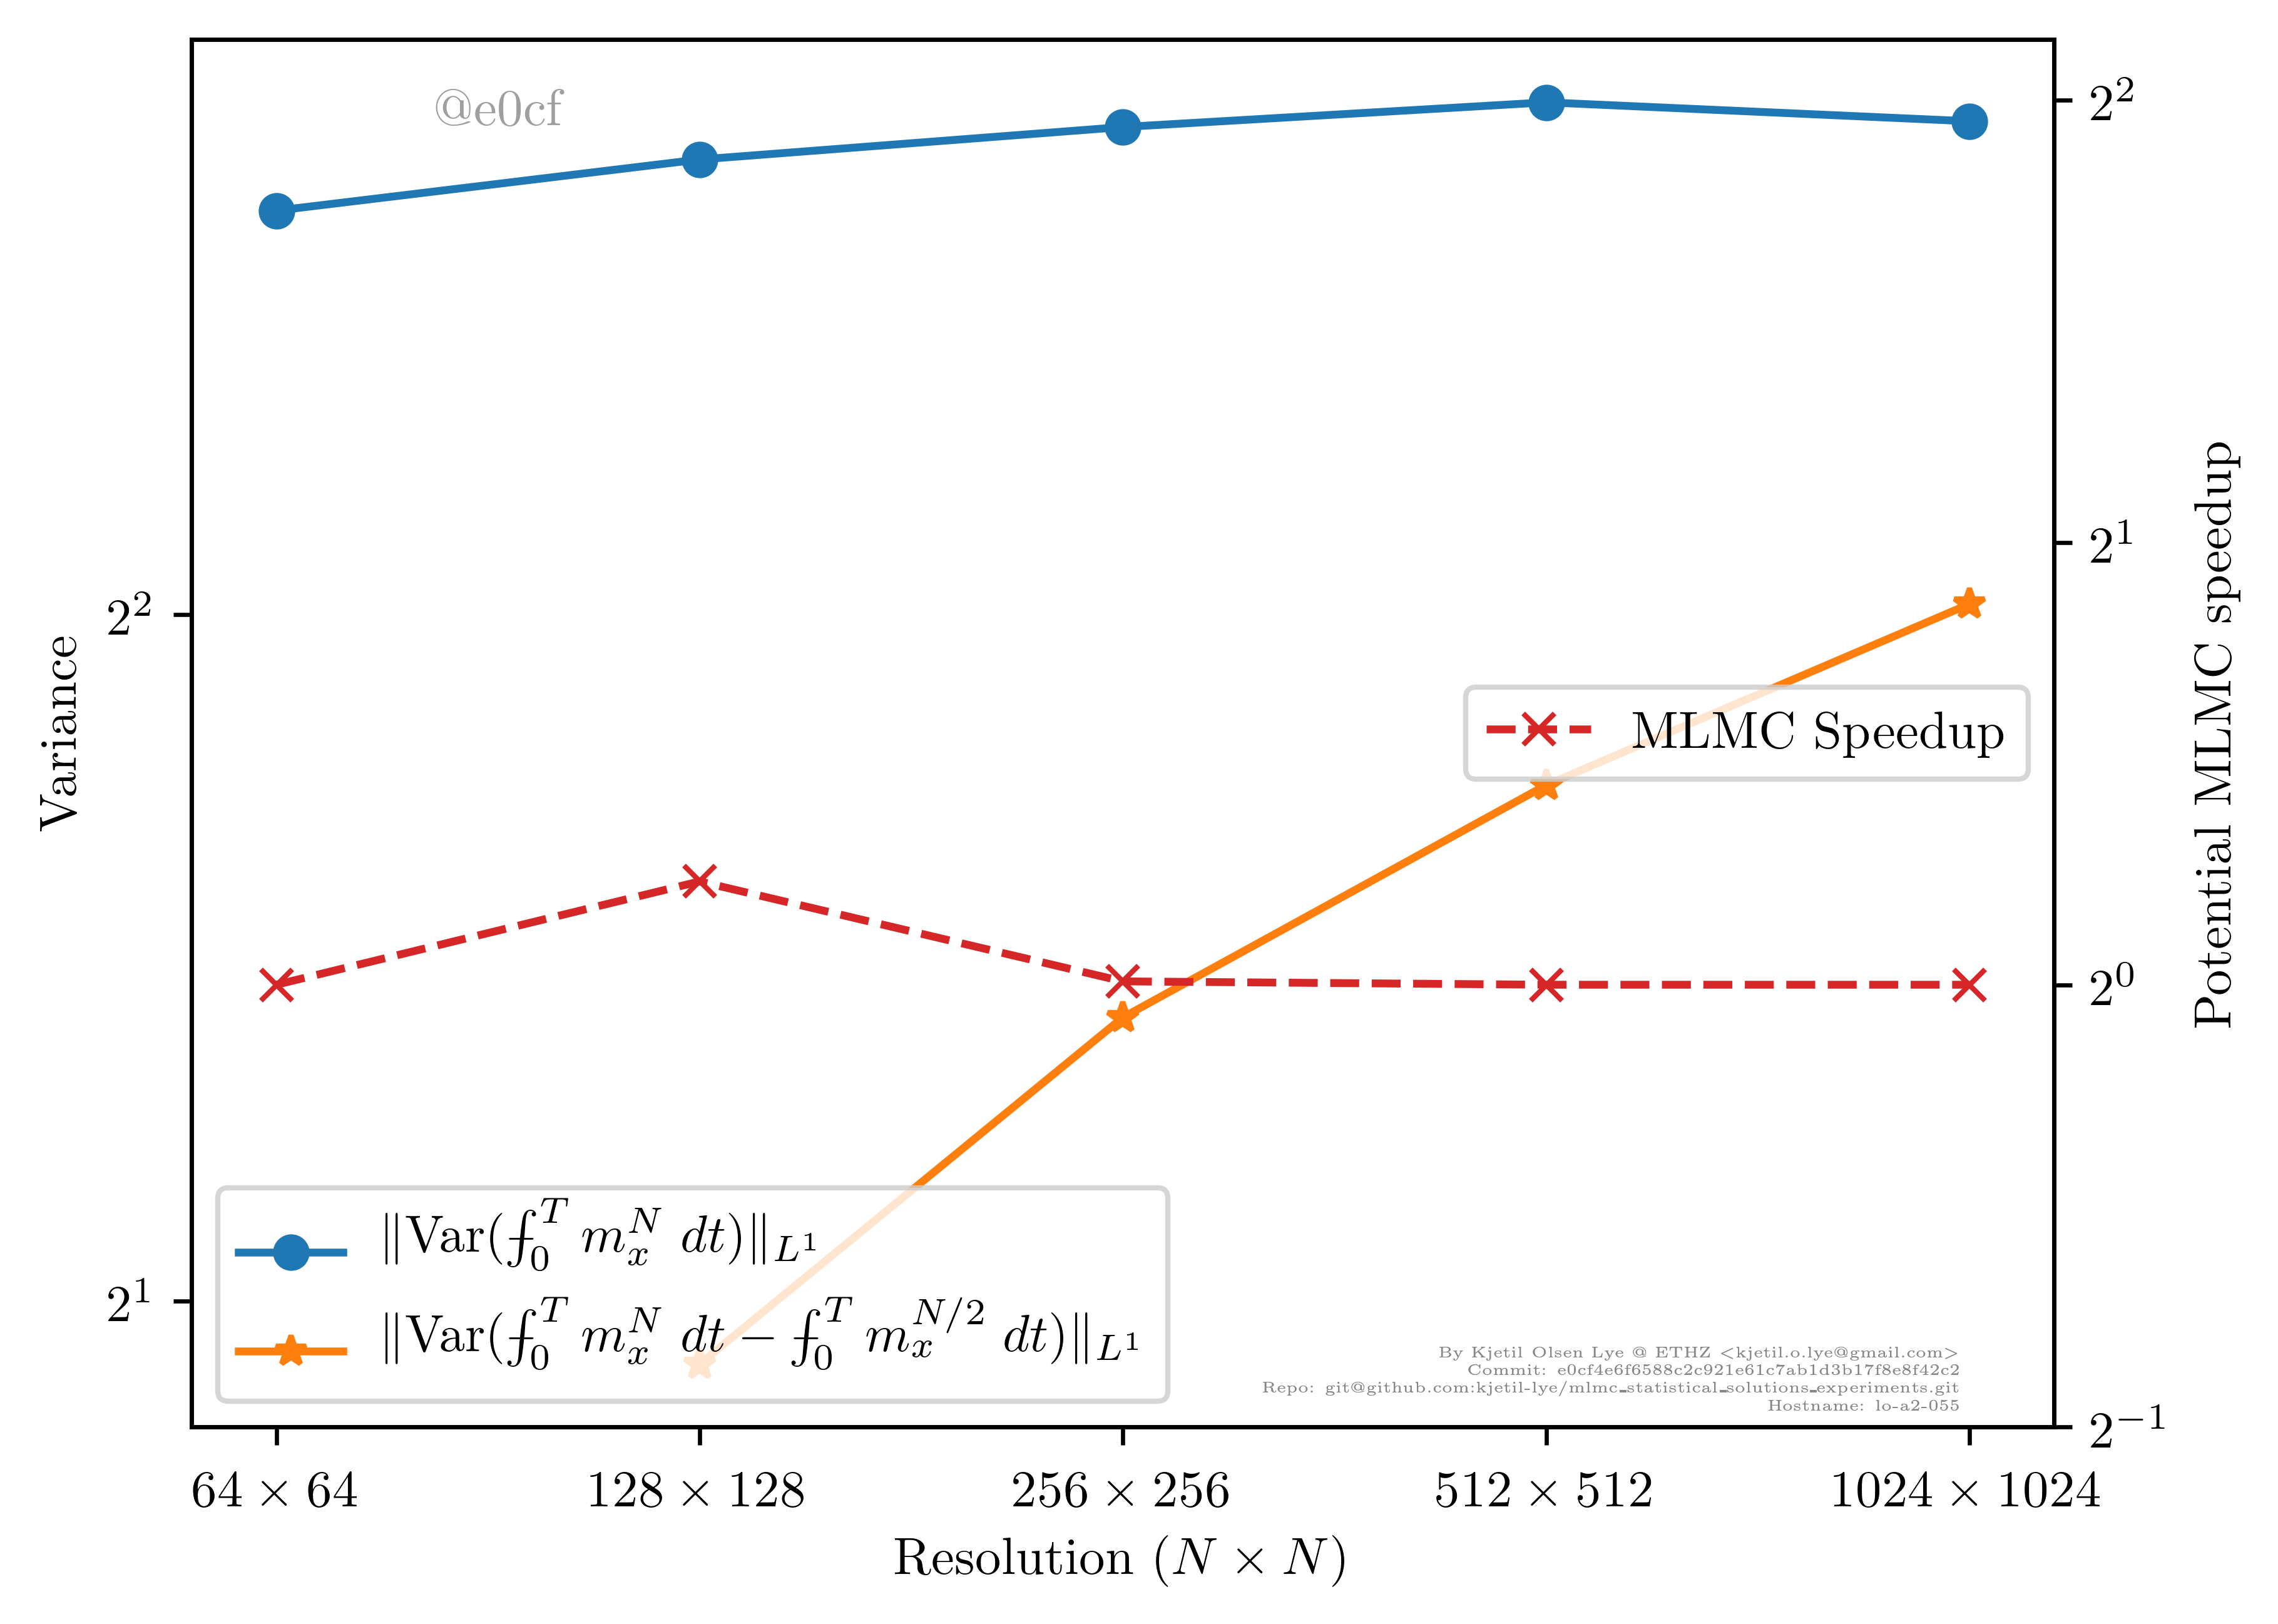 @e0cf
2^2
2^1
2^0
2^{-1}
Potential MLMC speedup
Variance
2^2
2^1
MLMC Speedup
‖Var(⨍_0^T m_x^N dt)‖_{L^1}
‖Var(⨍_0^T m_x^N dt − ⨍_0^T m_x^{N/2} dt)‖_{L^1}
By Kjetil Olsen Lye @ ETHZ <kjetil.o.lye@gmail.com>
Commit: e0cf4e6f6588c2c921e61c7ab1d3b17f8e8f42c2
Repo: git@github.com:kjetil-lye/mlmc_statistical_solutions_experiments.git
Hostname: lo-a2-055
64 × 64
128 × 128
256 × 256
512 × 512
1024 × 1024
Resolution (N × N)